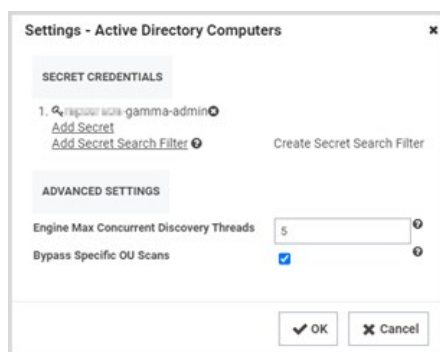 Settings - Active Directory Computers
SECRET CREDENTIALS
1. -gamma-admin
Add Secret
Add Secret Search Filter Create Secret Search Filter
ADVANCED SETTINGS
Engine Max Concurrent Discovery Threads 5
Bypass Specific OU Scans
OK Cancel